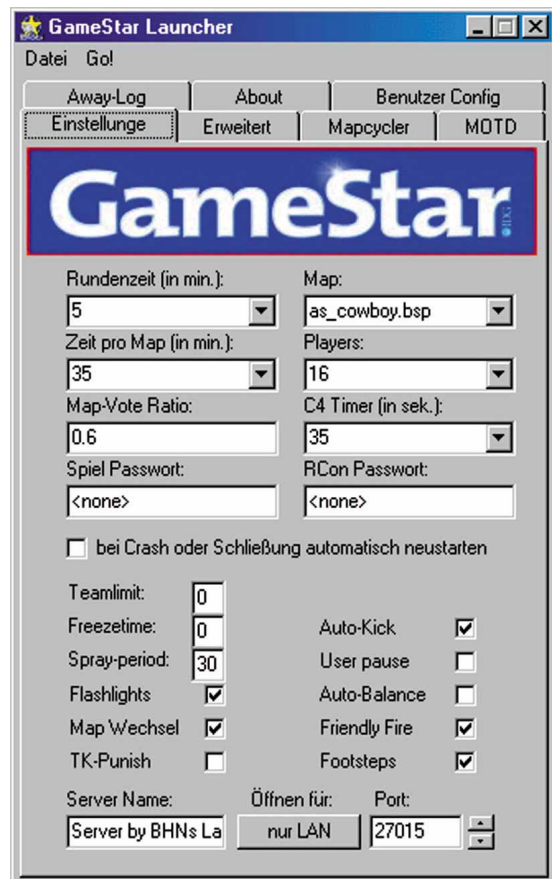 GameStar Launcher
Datei Go!
Away-Log About Benutzer Config
Einstellunge Erweitert Mapcycler MOTD
GameStar
IDG
Rundenzeit (in min.): Map:
5 as_cowboy.bsp
Zeit pro Map (in min.): Players:
35 16
Map-Vote Ratio: C4 Timer (in sek.):
0.6 35
Spiel Passwort: RCon Passwort:
<none> <none>
bei Crash oder Schließung automatisch neustarten
Teamlimit: 0
Freezetime: 0 Auto-Kick
Spray-period: 30 User pause
Flashlights Auto-Balance
Map Wechsel Friendly Fire
TK-Punish Footsteps
Server Name: Öffnen für: Port:
Server by BHNs La nur LAN 27015